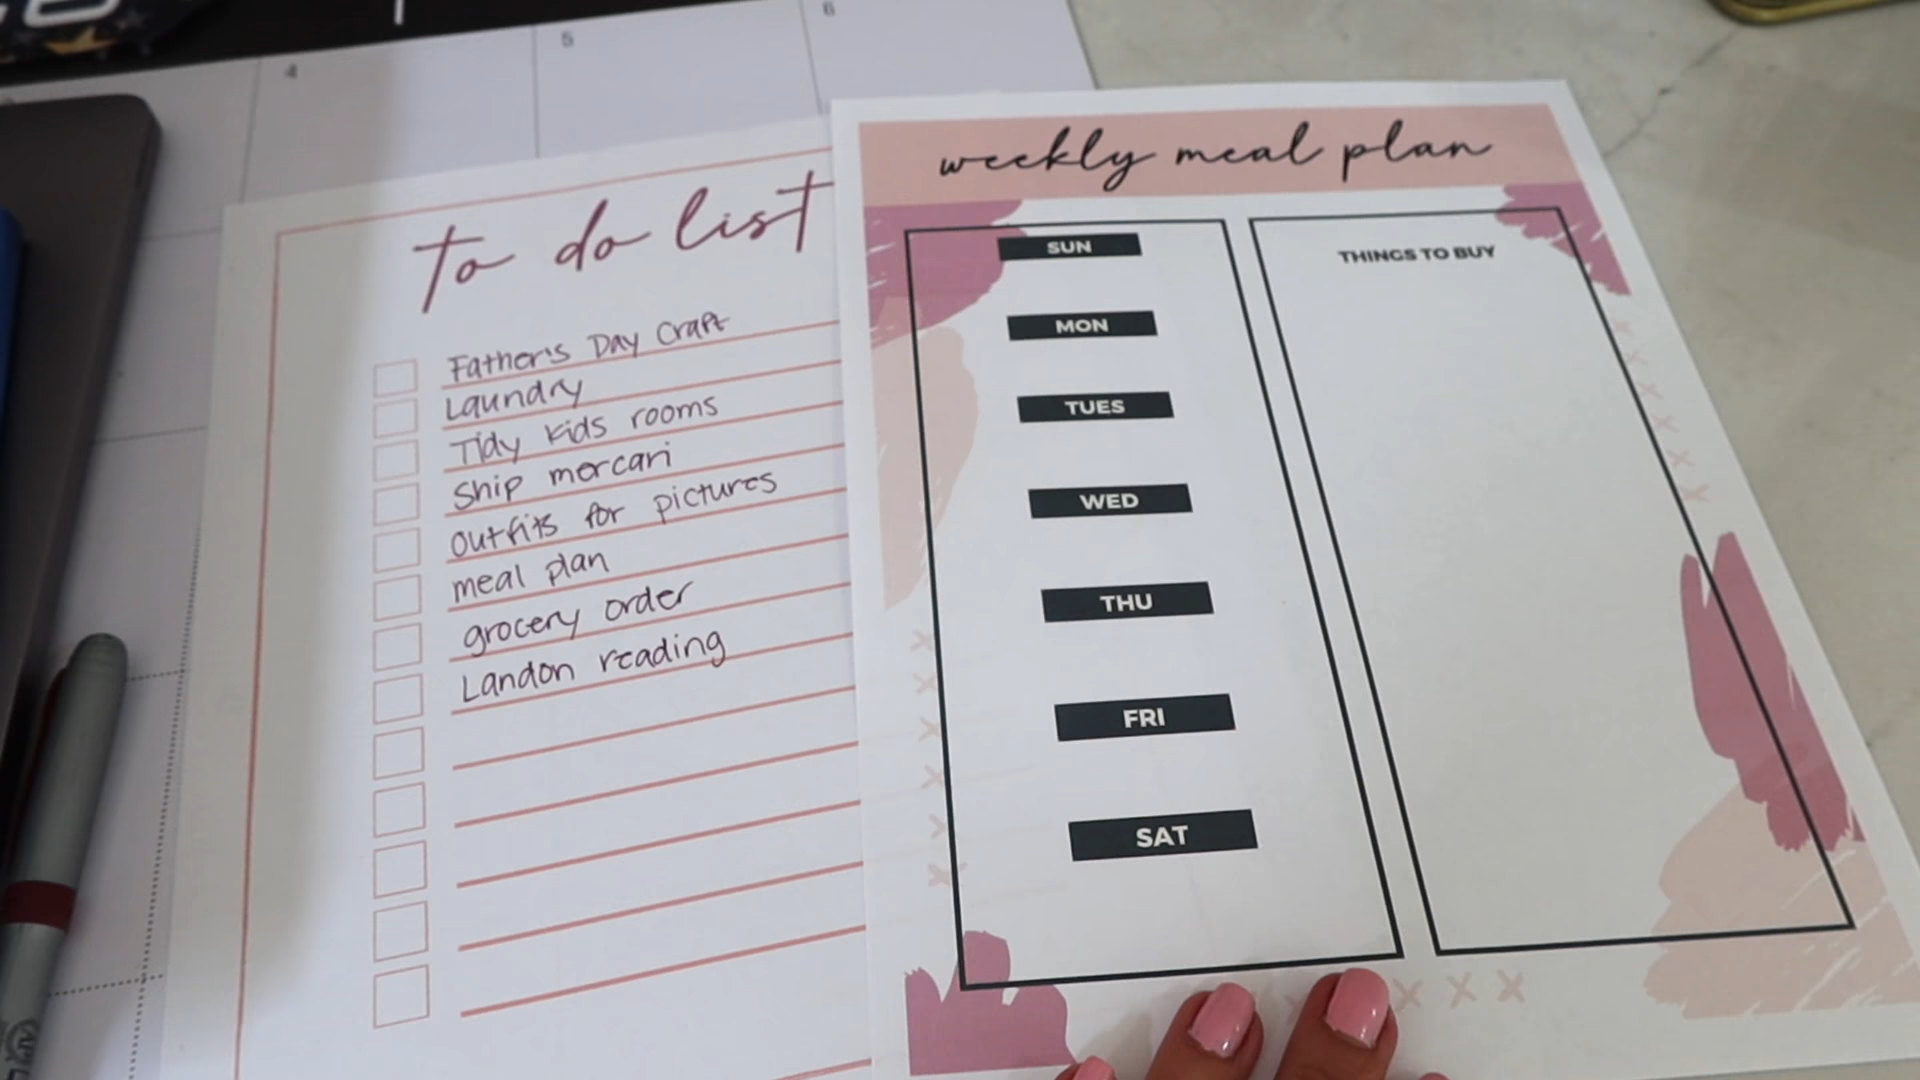 4
5
6
to do list
Father's Day Craft
Laundry
Tidy kids rooms
Ship mercari
outfits for pictures
meal plan
grocery order
Landon reading
weekly meal plan
SUN
MON
TUES
WED
THU
FRI
SAT
THINGS TO BUY